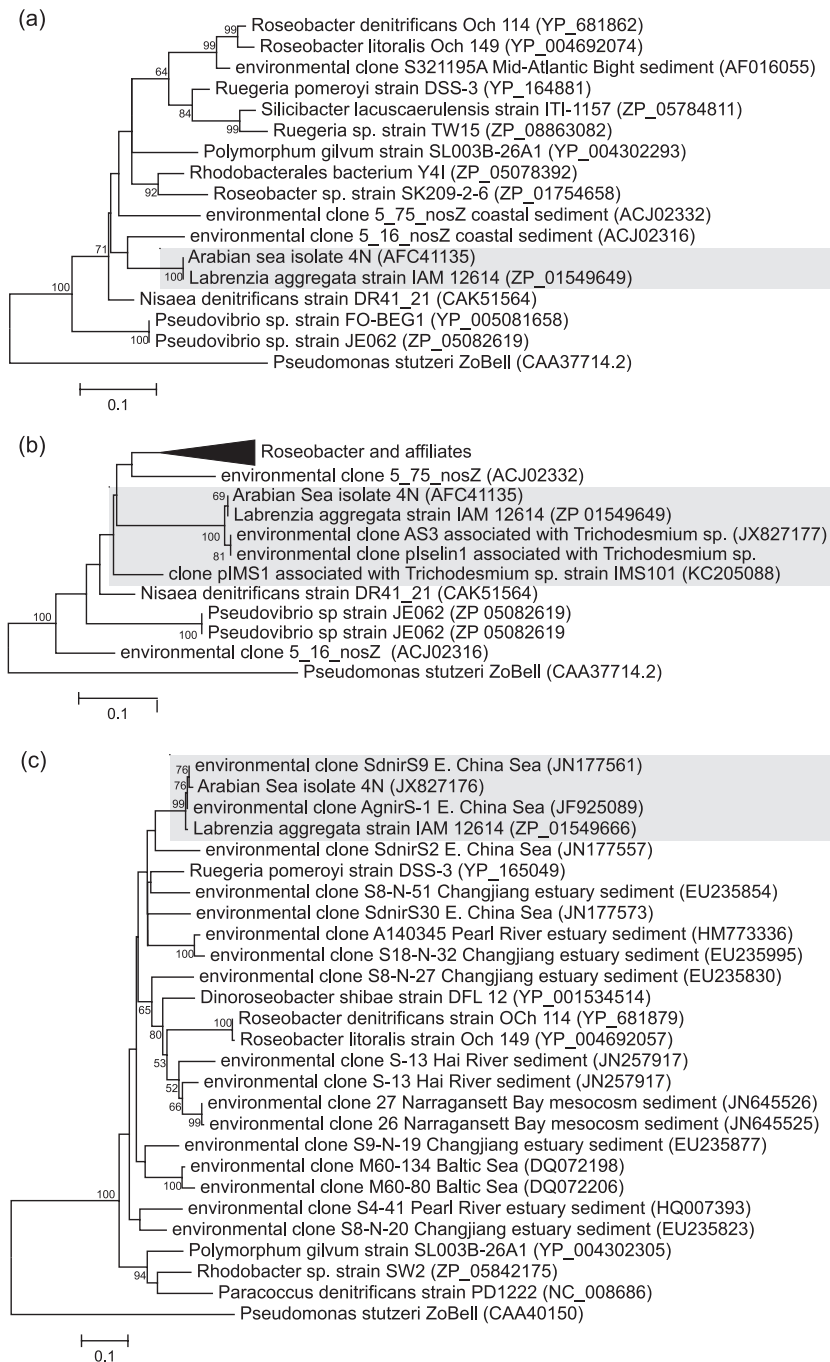 (a)
99
Roseobacter denitrificans Och 114 (YP_681862)
99
Roseobacter litoralis Och 149 (YP_004692074)
64
environmental clone S321195A Mid-Atlantic Bight sediment (AF016055)
Ruegeria pomeroyi strain DSS-3 (YP_164881)
84
Silicibacter lacuscaerulensis strain ITI-1157 (ZP_05784811)
99
Ruegeria sp. strain TW15 (ZP_08863082)
Polymorphum gilvum strain SL003B-26A1 (YP_004302293)
Rhodobacterales bacterium Y4I (ZP_05078392)
92
Roseobacter sp. strain SK209-2-6 (ZP_01754658)
environmental clone 5_75_nosZ coastal sediment (ACJ02332)
71
environmental clone 5_16_nosZ coastal sediment (ACJ02316)
Arabian sea isolate 4N (AFC41135)
100
Labrenzia aggregata strain IAM 12614 (ZP_01549649)
100
Nisaea denitrificans strain DR41_21 (CAK51564)
Pseudovibrio sp. strain FO-BEG1 (YP_005081658)
100
Pseudovibrio sp. strain JE062 (ZP_05082619)
Pseudomonas stutzeri ZoBell (CAA37714.2)
0.1
(b)
Roseobacter and affiliates
environmental clone 5_75_nosZ (ACJ02332)
69
Arabian Sea isolate 4N (AFC41135)
Labrenzia aggregata strain IAM 12614 (ZP 01549649)
100
environmental clone AS3 associated with Trichodesmium sp. (JX827177)
81
environmental clone pIselin1 associated with Trichodesmium sp.
clone pIMS1 associated with Trichodesmium sp. strain IMS101 (KC205088)
Nisaea denitrificans strain DR41_21 (CAK51564)
100
Pseudovibrio sp strain JE062 (ZP 05082619)
100
Pseudovibrio sp strain JE062 (ZP 05082619
environmental clone 5_16_nosZ (ACJ02316)
Pseudomonas stutzeri ZoBell (CAA37714.2)
0.1
(c)
76
environmental clone SdnirS9 E. China Sea (JN177561)
76
Arabian Sea isolate 4N (JX827176)
99
environmental clone AgnirS-1 E. China Sea (JF925089)
Labrenzia aggregata strain IAM 12614 (ZP_01549666)
environmental clone SdnirS2 E. China Sea (JN177557)
Ruegeria pomeroyi strain DSS-3 (YP_165049)
environmental clone S8-N-51 Changjiang estuary sediment (EU235854)
environmental clone SdnirS30 E. China Sea (JN177573)
environmental clone A140345 Pearl River estuary sediment (HM773336)
100
environmental clone S18-N-32 Changjiang estuary sediment (EU235995)
environmental clone S8-N-27 Changjiang estuary sediment (EU235830)
65
Dinoroseobacter shibae strain DFL 12 (YP_001534514)
100
Roseobacter denitrificans strain OCh 114 (YP_681879)
80
Roseobacter litoralis strain Och 149 (YP_004692057)
53
environmental clone S-13 Hai River sediment (JN257917)
52
environmental clone S-13 Hai River sediment (JN257917)
66
environmental clone 27 Narragansett Bay mesocosm sediment (JN645526)
99
environmental clone 26 Narragansett Bay mesocosm sediment (JN645525)
environmental clone S9-N-19 Changjiang estuary sediment (EU235877)
environmental clone M60-134 Baltic Sea (DQ072198)
100
environmental clone M60-80 Baltic Sea (DQ072206)
100
environmental clone S4-41 Pearl River estuary sediment (HQ007393)
environmental clone S8-N-20 Changjiang estuary sediment (EU235823)
Polymorphum gilvum strain SL003B-26A1 (YP_004302305)
94
Rhodobacter sp. strain SW2 (ZP_05842175)
Paracoccus denitrificans strain PD1222 (NC_008686)
Pseudomonas stutzeri ZoBell (CAA40150)
0.1